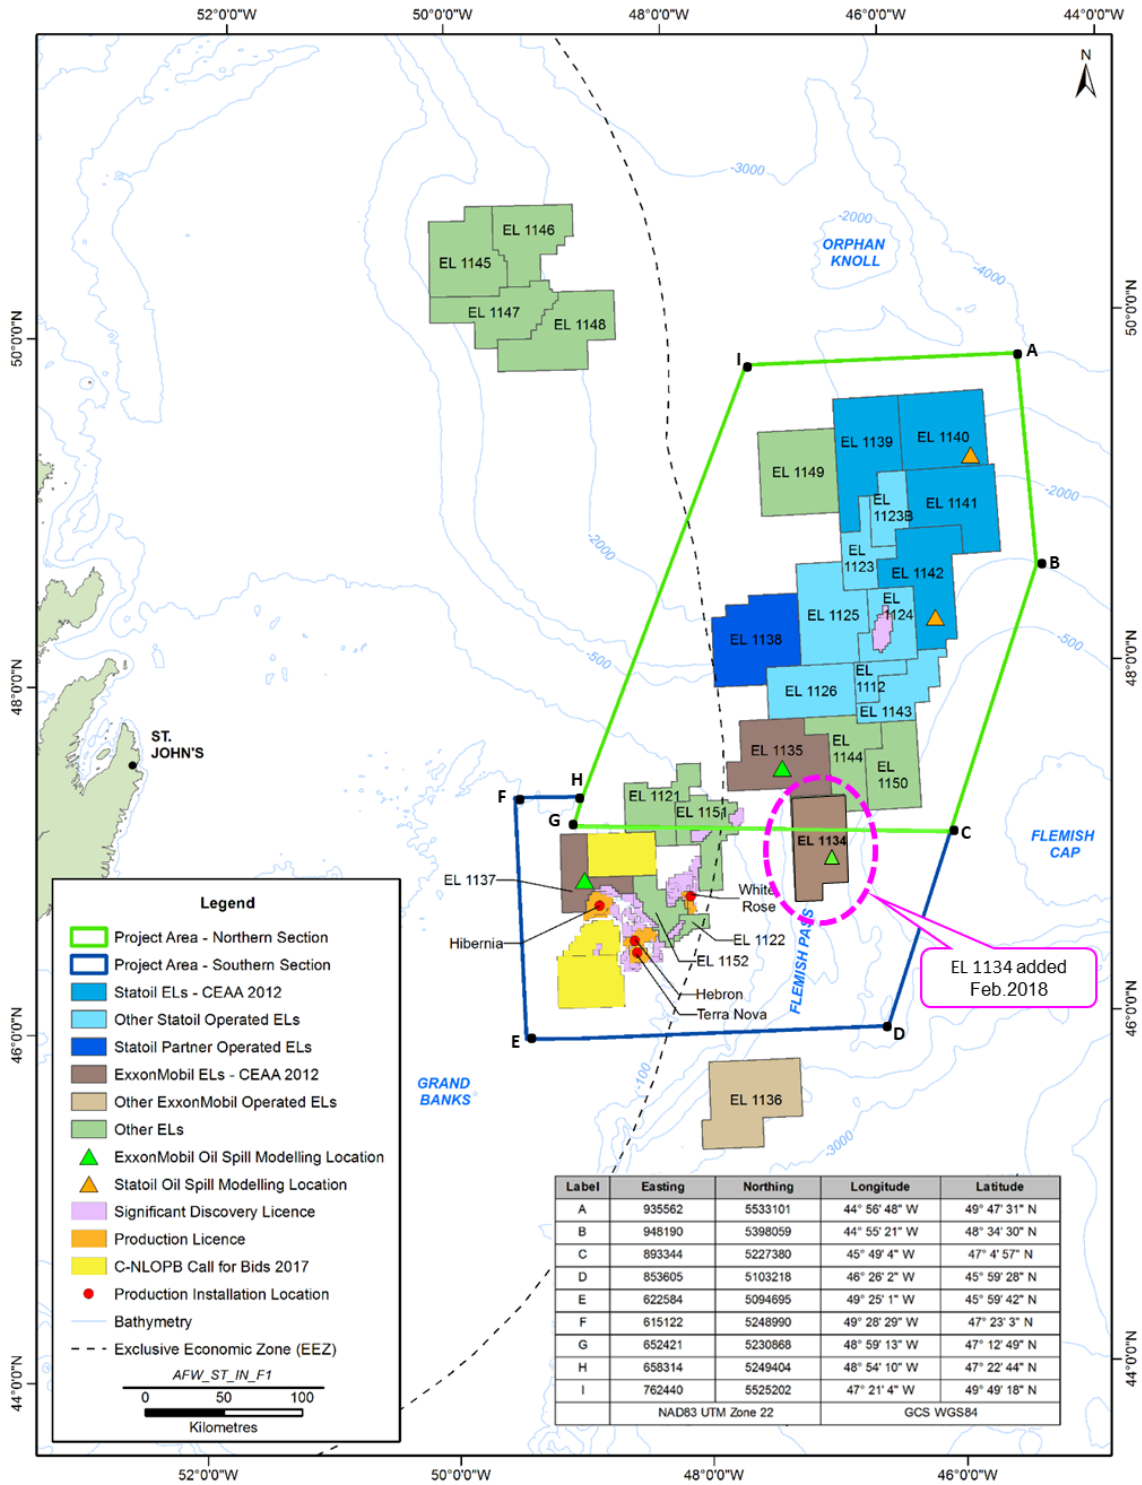 52°0'0"W 50°0'0"W 48°0'0"W 46°0'0"W 44°0'0"W
N
-3000
-2000
ORPHAN
KNOLL
-4000
50°0'0"N
50°0'0"N
EL 1146
EL 1145
EL 1147
EL 1148
I
A
EL 1139
EL 1140
EL 1149
-2000
EL 1141
EL
1123B
-2000
EL
1123
B
EL 1142
EL
1124
EL 1125
EL 1138
-500
-500
48°0'0"N
48°0'0"N
EL
1112
EL 1126
EL 1143
ST.
JOHN'S
EL 1135
EL
1144
EL
1150
F
H
EL 1121
EL 1151
G
C
EL 1134
FLEMISH
CAP
EL 1137
White
Rose
Hibernia
EL 1122
EL 1152
FLEMISH PASS
EL 1134 added
Feb.2018
Hebron
Terra Nova
46°0'0"N
46°0'0"N
E
D
-100
GRAND
BANKS
EL 1136
-3000
Legend
Project Area - Northern Section
Project Area - Southern Section
Statoil ELs - CEAA 2012
Other Statoil Operated ELs
Statoil Partner Operated ELs
ExxonMobil ELs - CEAA 2012
Other ExxonMobil Operated ELs
Other ELs
ExxonMobil Oil Spill Modelling Location
Statoil Oil Spill Modelling Location
Significant Discovery Licence
Production Licence
C-NLOPB Call for Bids 2017
Production Installation Location
Bathymetry
Exclusive Economic Zone (EEZ)
AFW_ST_IN_F1
0 50 100
Kilometres
Label Easting Northing Longitude Latitude
A 935562 5533101 44° 56' 48" W 49° 47' 31" N
B 948190 5398059 44° 55' 21" W 48° 34' 30" N
C 893344 5227380 45° 49' 4" W 47° 4' 57" N
D 853605 5103218 46° 26' 2" W 45° 59' 28" N
E 622584 5094695 49° 25' 1" W 45° 59' 42" N
F 615122 5248990 49° 28' 29" W 47° 23' 3" N
G 652421 5230868 48° 59' 13" W 47° 12' 49" N
H 658314 5249404 48° 54' 10" W 47° 22' 44" N
I 762440 5525202 47° 21' 4" W 49° 49' 18" N
NAD83 UTM Zone 22 GCS WGS84
44°0'0"N
44°0'0"N
52°0'0"W 50°0'0"W 48°0'0"W 46°0'0"W